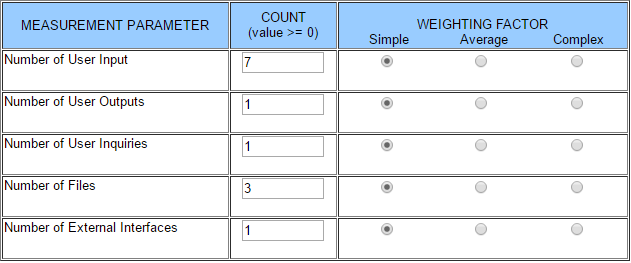 MEASUREMENT PARAMETER
COUNT
(value >= 0)
WEIGHTING FACTOR
Simple Average Complex
Number of User Input 7
Number of User Outputs 1
Number of User Inquiries 1
Number of Files 3
Number of External Interfaces 1